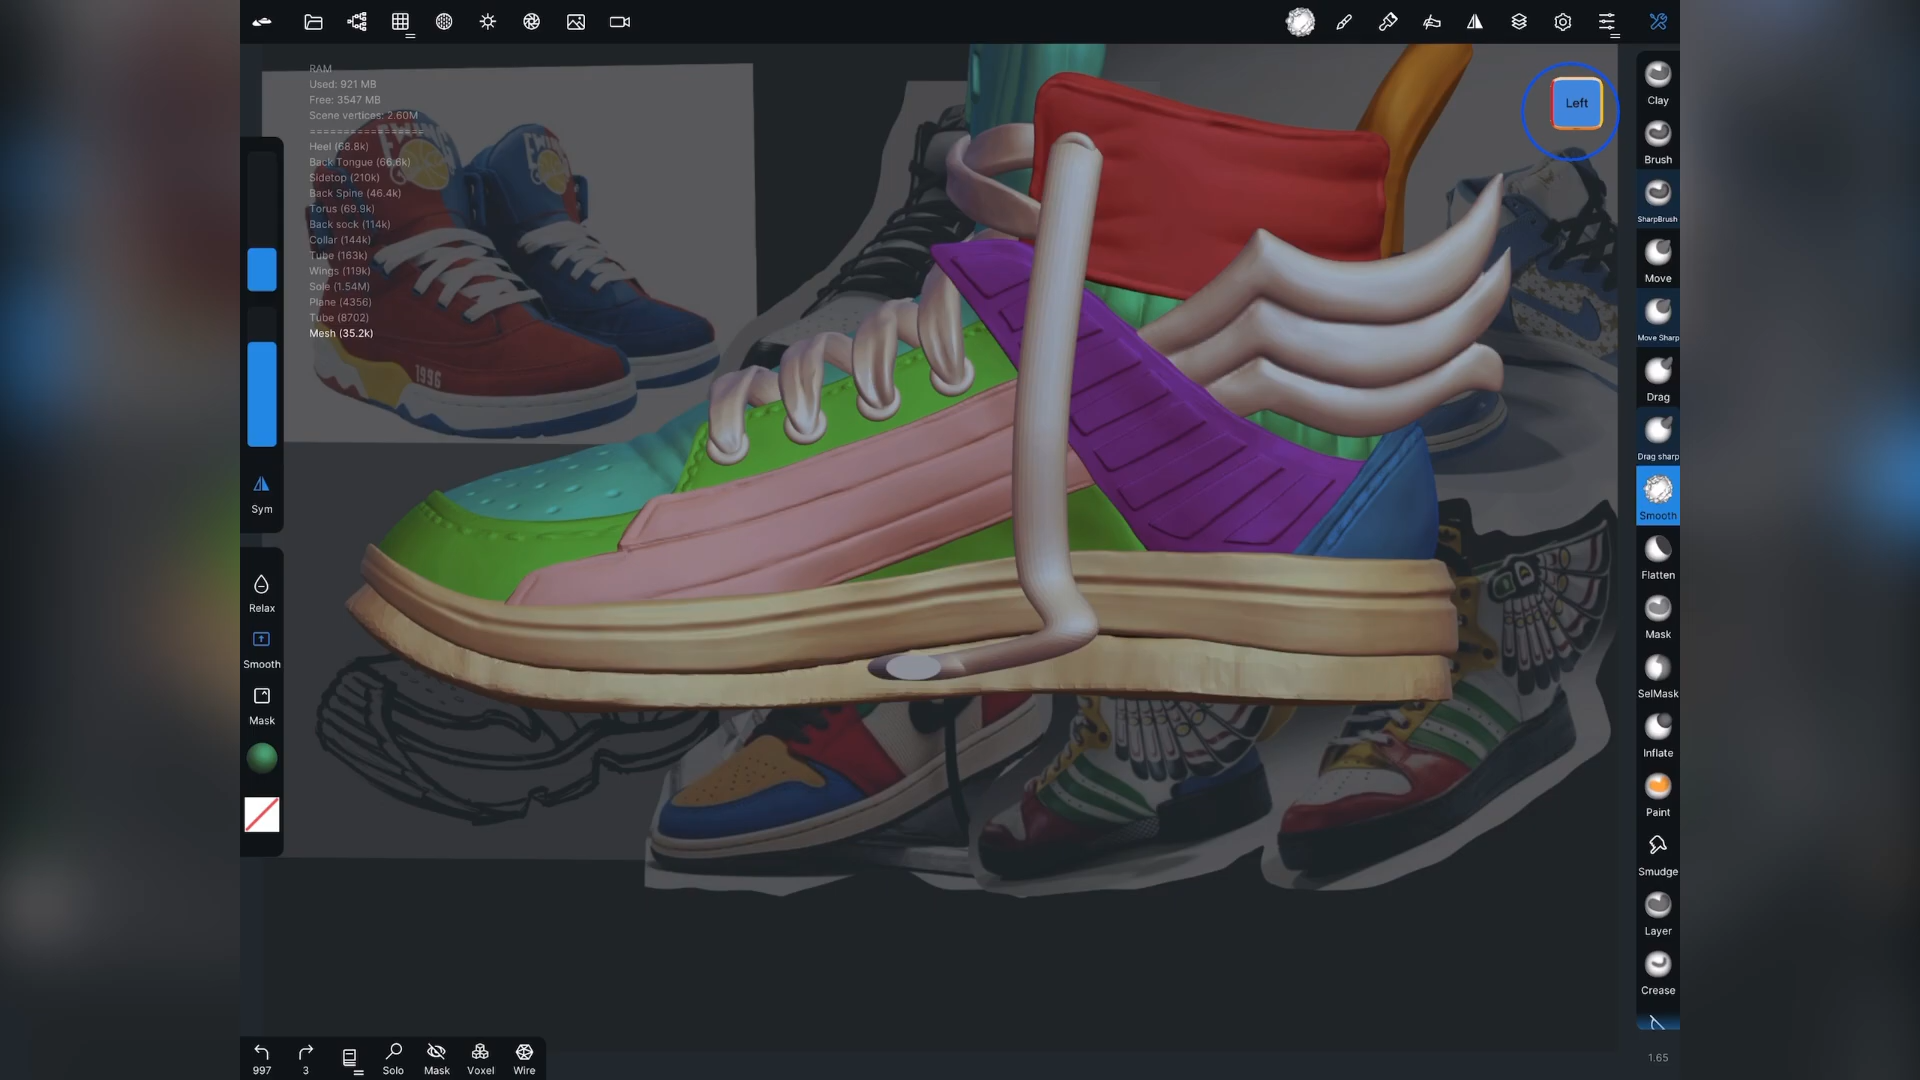 RAM
Used: 921 MB
Free: 3547 MB
Scene vertices: 2.60M
==================
Heel (68.8k)
Back Tongue (66.6k)
Sidetop (210k)
Back Spine (46.4k)
Torus (69.9k)
Back sock (114k)
Collar (144k)
Tube (163k)
Wings (119k)
Sole (1.54M)
Plane (4356)
Tube (8702)
Mesh (35.2k)
EWING
EWING
1996
Left
Sym
Relax
Smooth
Mask
Clay
Brush
SharpBrush
Move
Move Sharp
Drag
Drag sharp
Smooth
Flatten
Mask
SelMask
Inflate
Paint
Smudge
Layer
Crease
1.65
997
3
Solo
Mask
Voxel
Wire